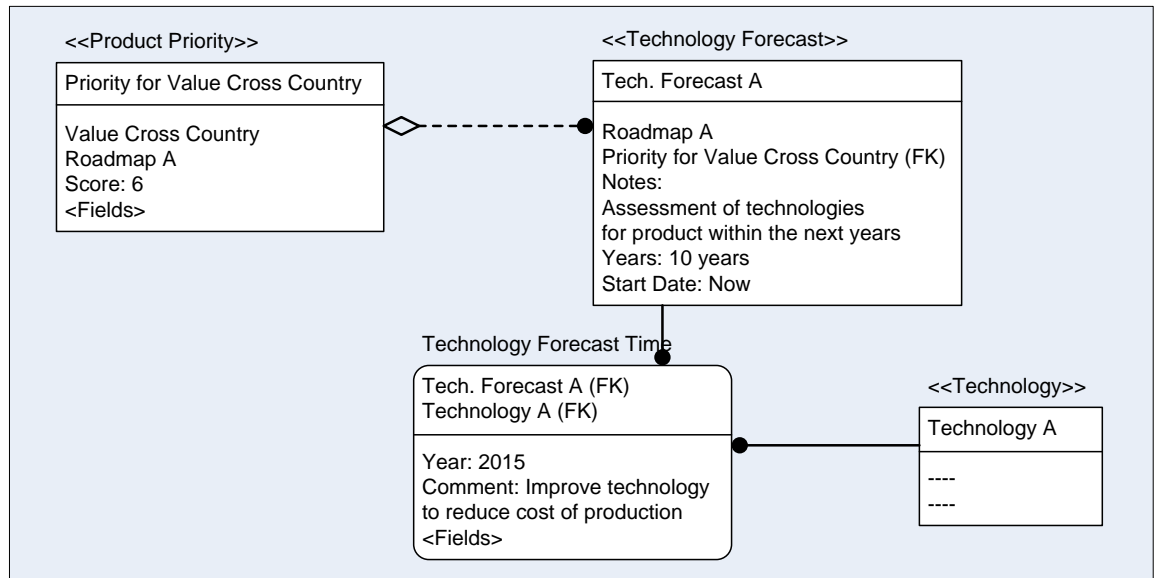 <<Product Priority>>
Priority for Value Cross Country
Value Cross Country
Roadmap A
Score: 6
<Fields>
<<Technology Forecast>>
Tech. Forecast A
Roadmap A
Priority for Value Cross Country (FK)
Notes:
Assessment of technologies
for product within the next years
Years: 10 years
Start Date: Now
Technology Forecast Time
Tech. Forecast A (FK)
Technology A (FK)
Year: 2015
Comment: Improve technology
to reduce cost of production
<Fields>
<<Technology>>
Technology A
----
----